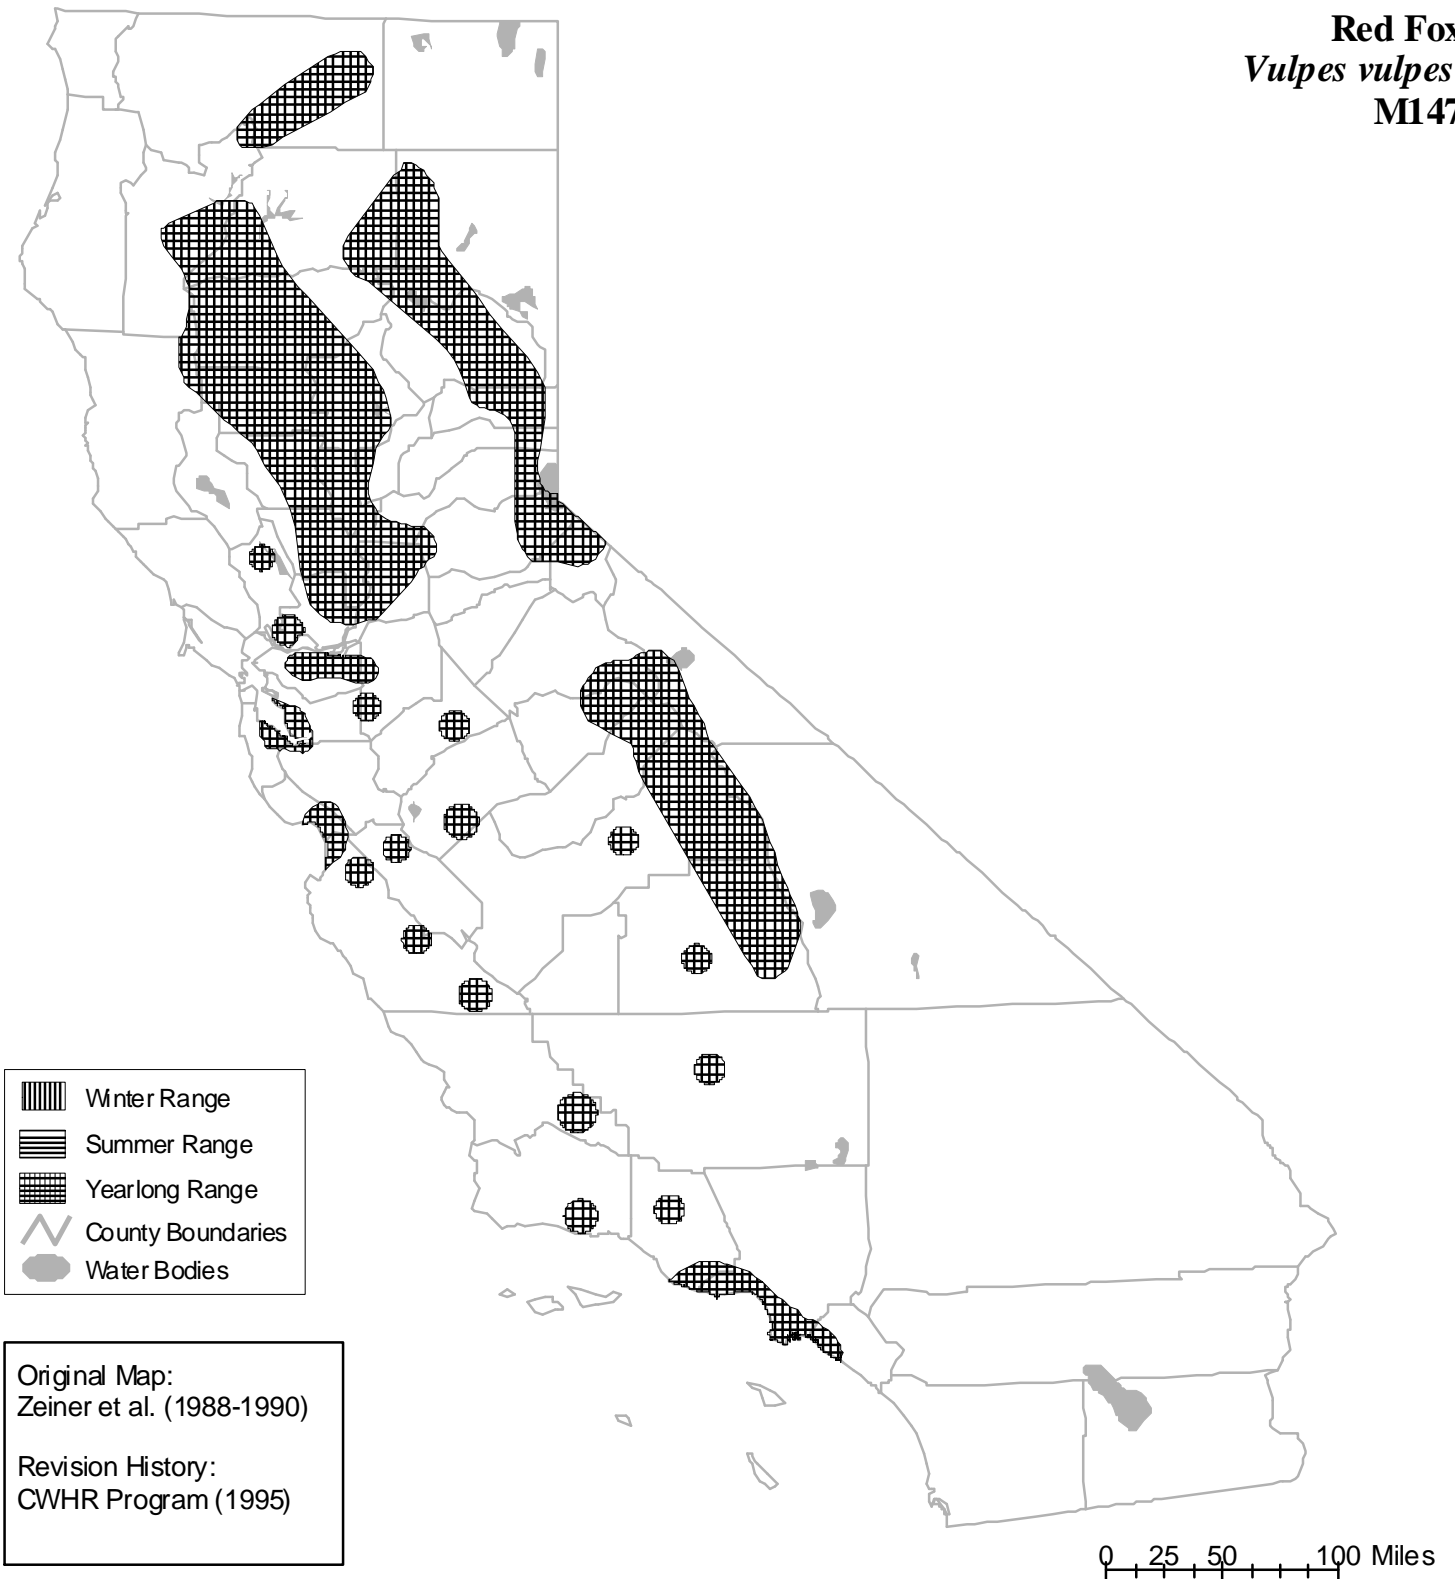 Red Fox
Vulpes vulpes
M147
Winter Range
Summer Range
Yearlong Range
County Boundaries
Water Bodies
Original Map:
Zeiner et al. (1988-1990)
Revision History:
CWHR Program (1995)
0 25 50 100 Miles